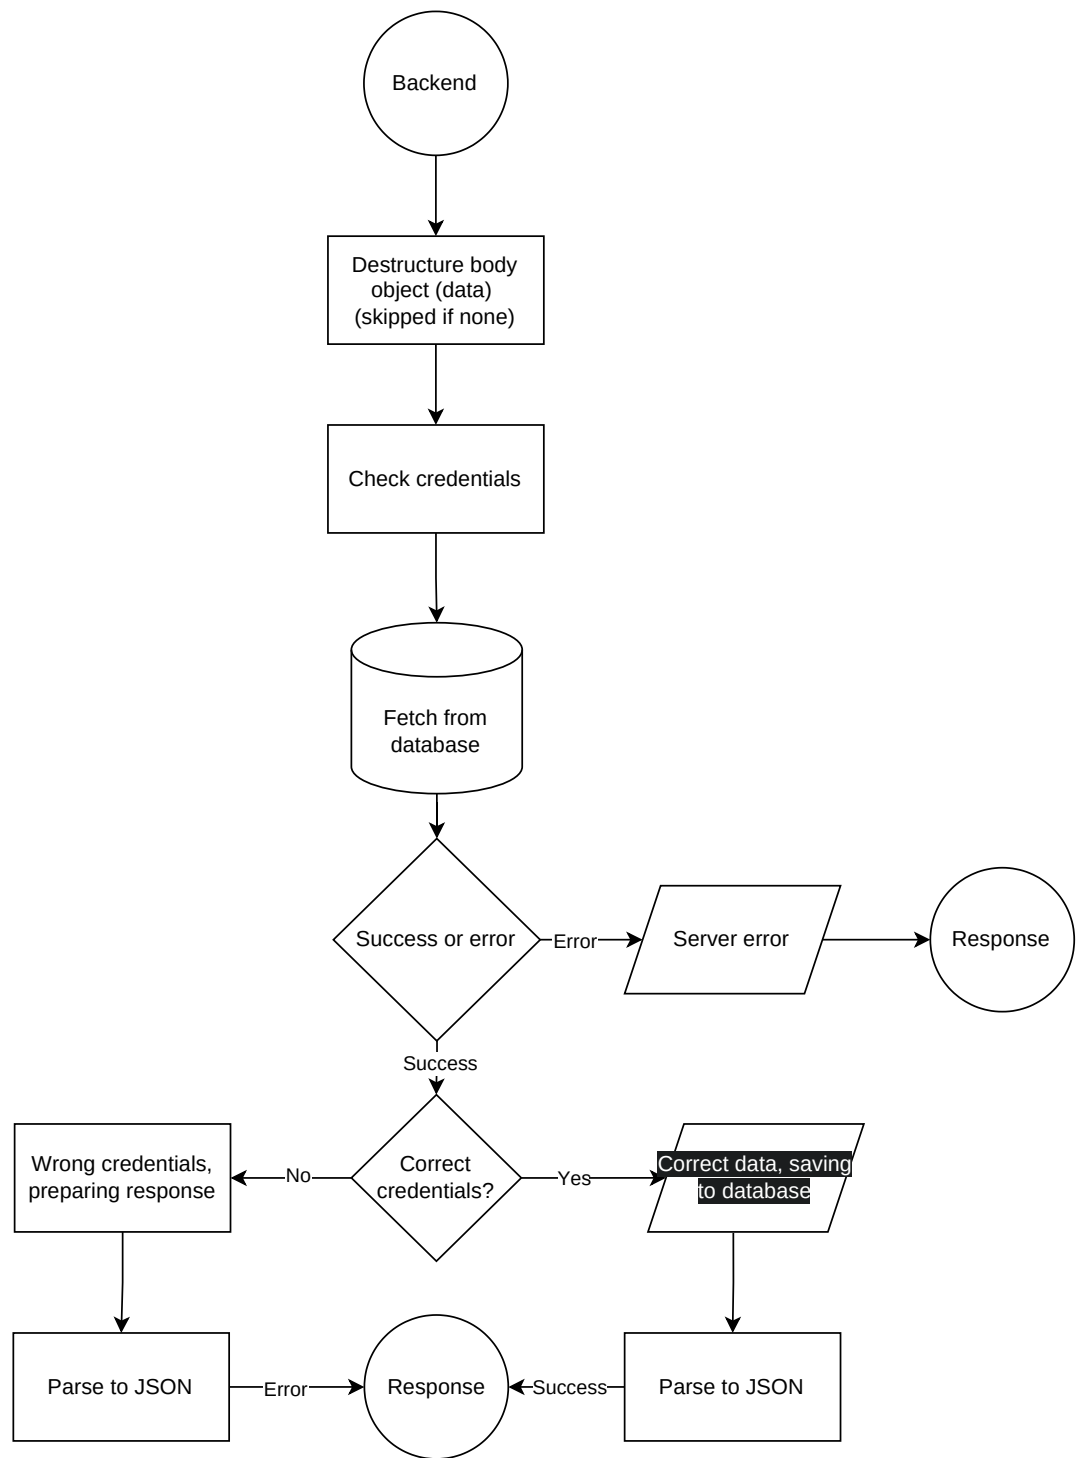 Backend
Destructure body
object (data)
(skipped if none)
Check credentials
Fetch from
database
Success or error
Error
Server error
Response
Success
Wrong credentials,
preparing response
No
Correct
credentials?
Yes
Correct data, saving
to database
Parse to JSON
Error
Response
Success
Parse to JSON